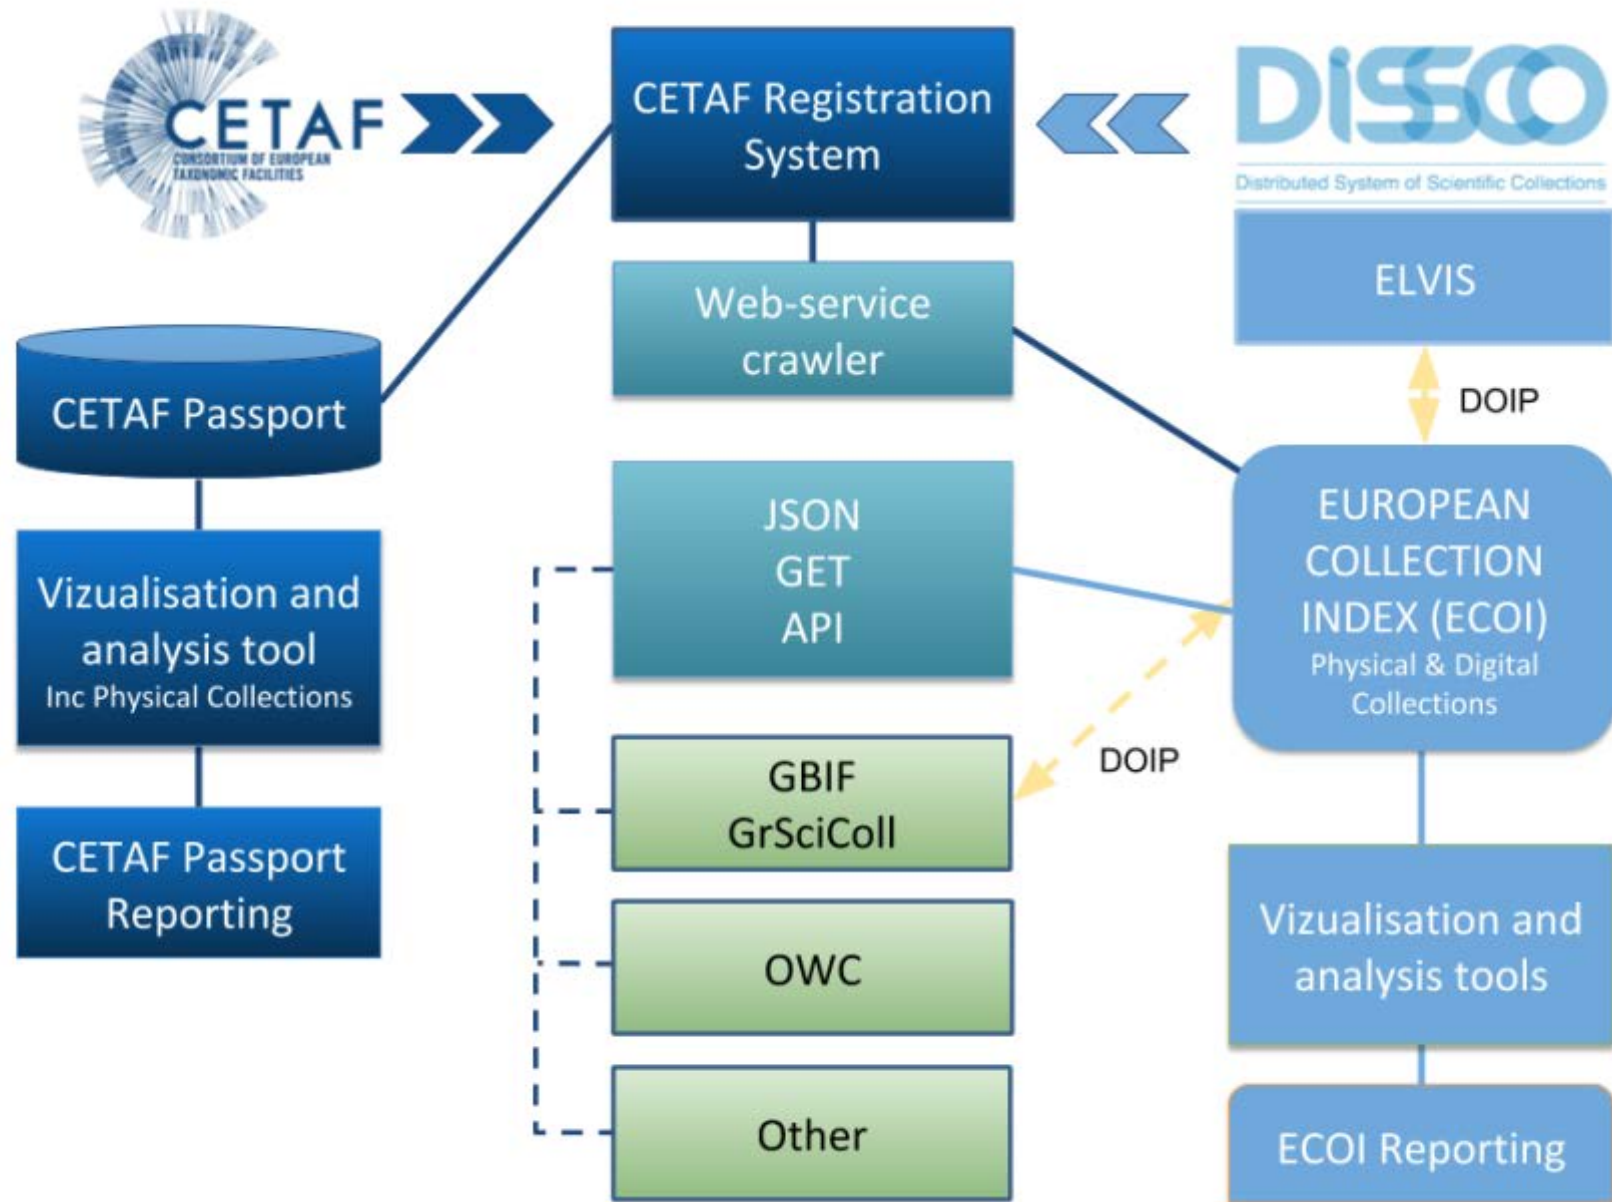 CETAF
CONSORTIUM OF EUROPEAN
TAXONOMIC FACILITIES
CETAF Registration
System
DiSSCO
Distributed System of Scientific Collections
ELVIS
Web-service
crawler
DOIP
CETAF Passport
EUROPEAN
COLLECTION
INDEX (ECOI)
Physical & Digital
Collections
JSON
GET
API
Vizualisation and
analysis tool
Inc Physical Collections
DOIP
GBIF
GrSciColl
CETAF Passport
Reporting
Vizualisation and
analysis tools
OWC
Other
ECOI Reporting